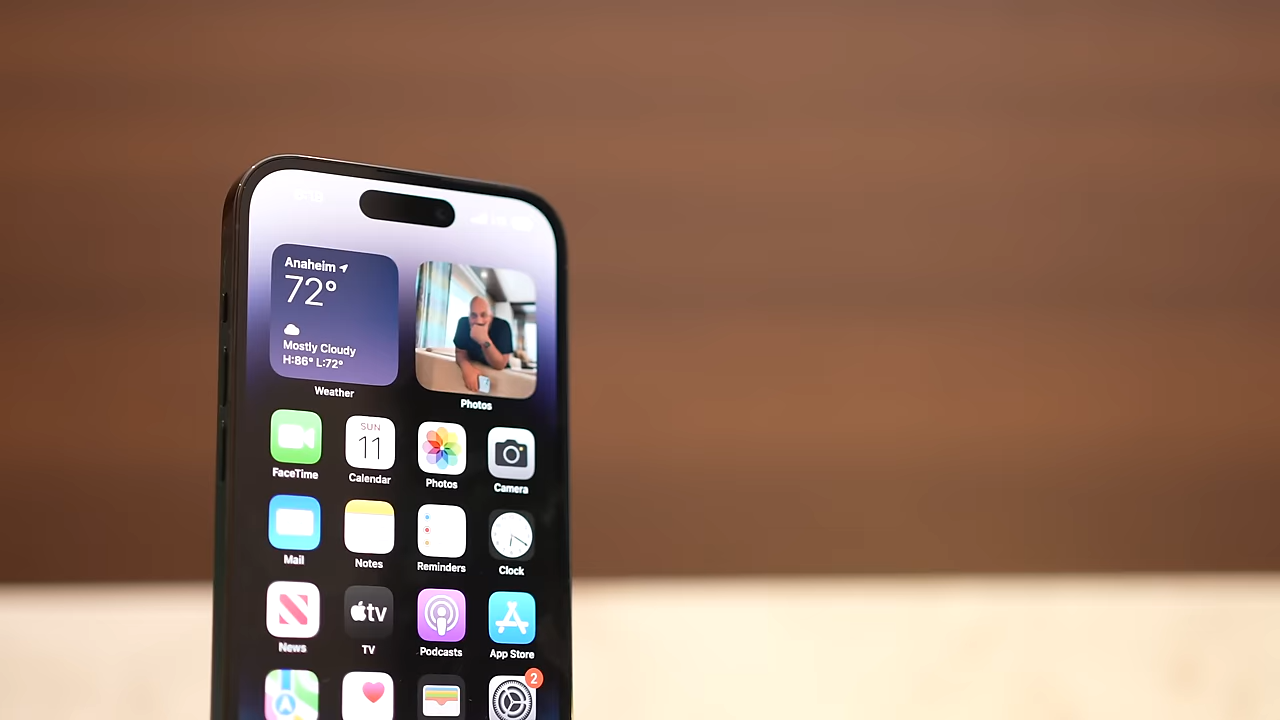 Anaheim
72°
Mostly Cloudy
H:86° L:72°
Weather
Photos
SUN
11
FaceTime
Calendar
Photos
Camera
Mail
Notes
Reminders
Clock
tv
News
TV
Podcasts
App Store
2